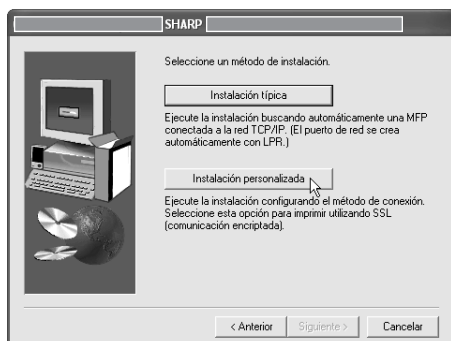 SHARP
Seleccione un método de instalación.
Instalación típica
Ejecute la instalación buscando automáticamente una MFP
conectada a la red TCP/IP. (El puerto de red se crea
automáticamente con LPR.)
Instalación personalizada
Ejecute la instalación configurando el método de conexión.
Seleccione esta opción para imprimir utilizando SSL
(comunicación encriptada).
< Anterior
Siguiente >
Cancelar